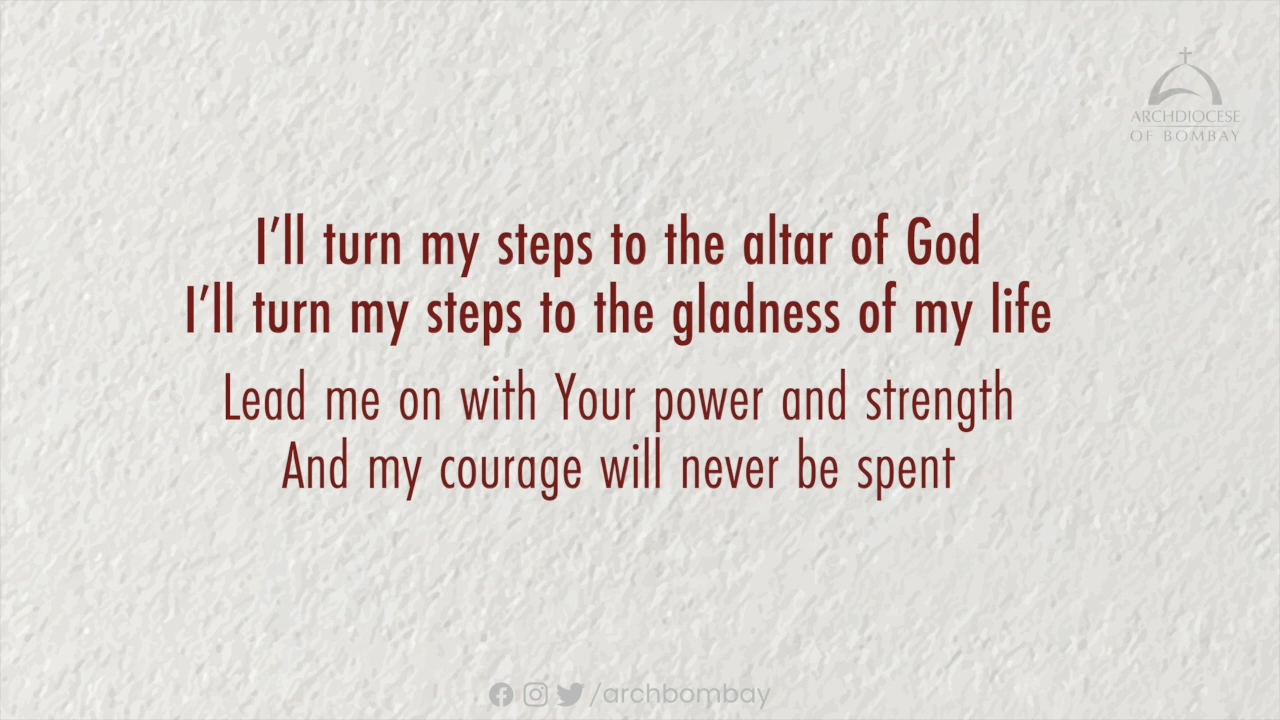 ARCHDIOCESE
OF BOMBAY
I’ll turn my steps to the altar of God
I’ll turn my steps to the gladness of my life
Lead me on with Your power and strength
And my courage will never be spent
/archbombay